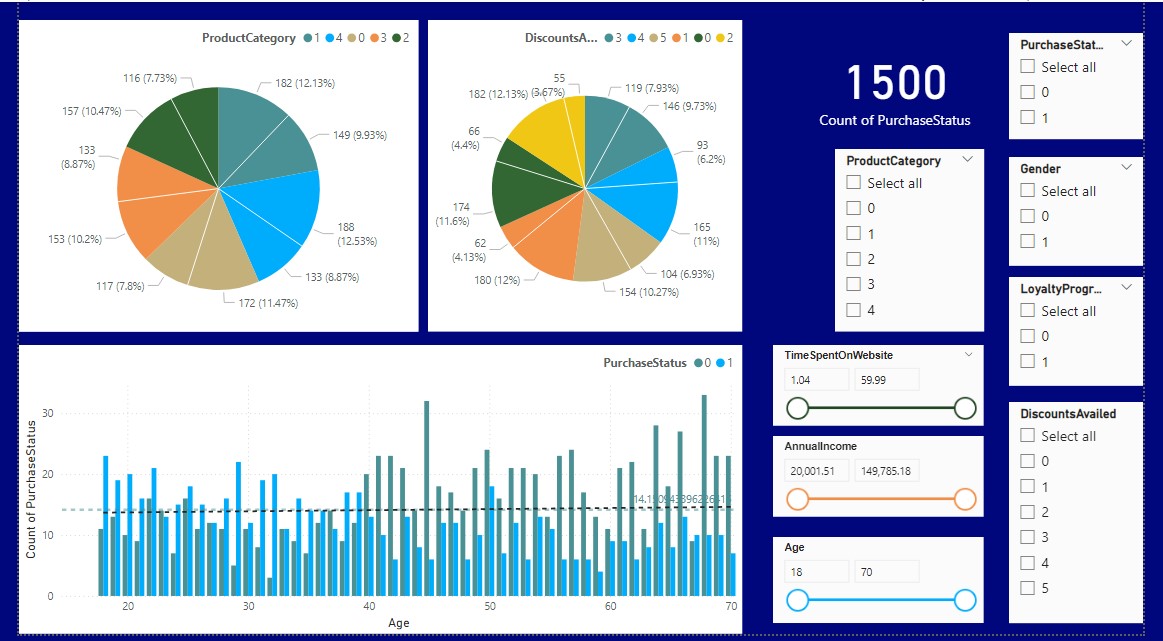 ProductCategory 1 4 0 3 2
116 (7.73%)
182 (12.13%)
157 (10.47%)
149 (9.93%)
133
(8.87%)
188
(12.53%)
153 (10.2%)
133 (8.87%)
117 (7.8%)
172 (11.47%)
DiscountsA... 3 4 5 1 0 2
55
(3.67%)
182 (12.13%)
119 (7.93%)
146 (9.73%)
66
(4.4%)
93
(6.2%)
174
(11.6%)
165
(11%)
62
(4.13%)
104 (6.93%)
180 (12%)
154 (10.27%)
1500
Count of PurchaseStatus
ProductCategory
Select all
0
1
2
3
4
PurchaseStat...
Select all
0
1
Gender
Select all
0
1
LoyaltyProgr...
Select all
0
1
DiscountsAvailed
Select all
0
1
2
3
4
5
PurchaseStatus 0 1
Count of PurchaseStatus
30
20
10
0
20 30 40 50 60 70
Age
TimeSpentOnWebsite
1.04 59.99
AnnualIncome
20,001.51 149,785.18
Age
18 70